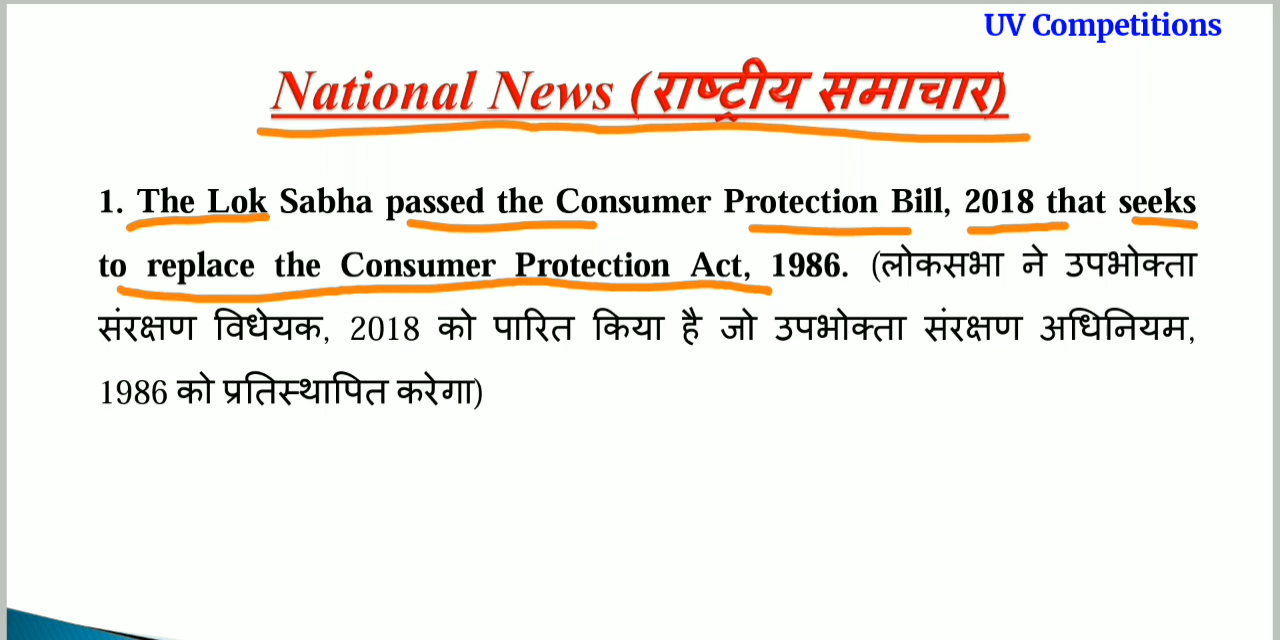 UV Competitions
National News (राष्ट्रीय समाचार)
1. The Lok Sabha passed the Consumer Protection Bill, 2018 that seeks
to replace the Consumer Protection Act, 1986. (लोकसभा ने उपभोक्ता
संरक्षण विधेयक, 2018 को पारित किया है जो उपभोक्ता संरक्षण अधिनियम,
1986 को प्रतिस्थापित करेगा)